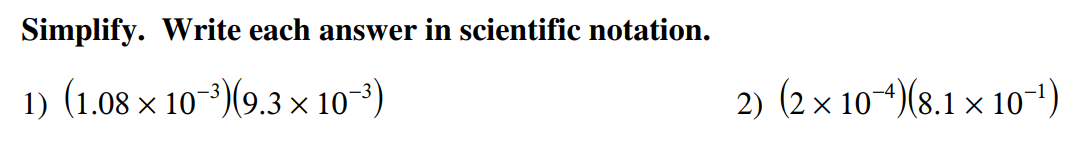 Simplify. Write each answer in scientific notation.
1) (1.08 × 10⁻³)(9.3 × 10⁻³)
2) (2 × 10⁻⁴)(8.1 × 10⁻¹)